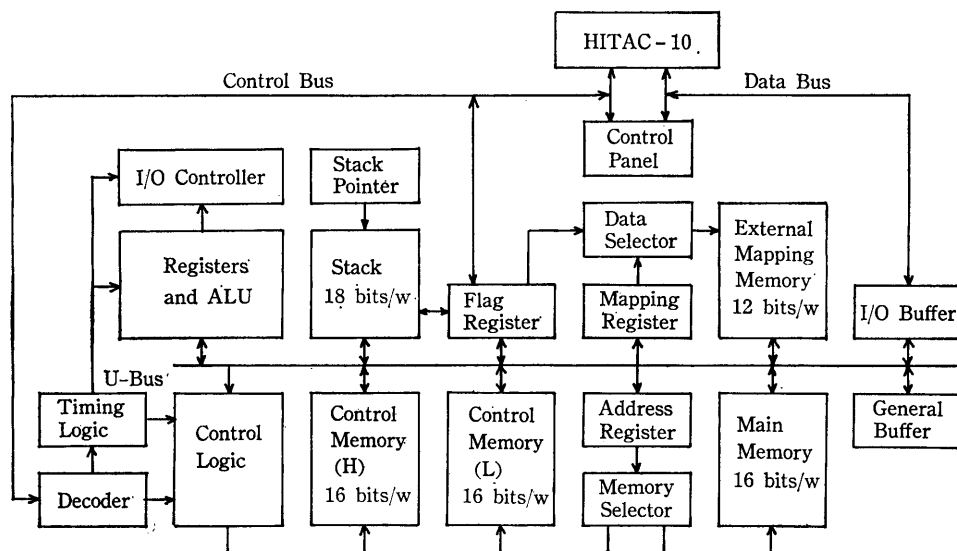 HITAC-10
Control Bus
Data Bus
Control
Panel
I/O Controller
Stack
Pointer
Data
Selector
External
Mapping
Memory
12 bits/w
Registers
and ALU
Stack
18 bits/w
Flag
Register
Mapping
Register
I/O Buffer
U-Bus
Timing
Logic
Control
Logic
Control
Memory
(H)
16 bits/w
Control
Memory
(L)
16 bits/w
Address
Register
Main
Memory
16 bits/w
General
Buffer
Decoder
Memory
Selector